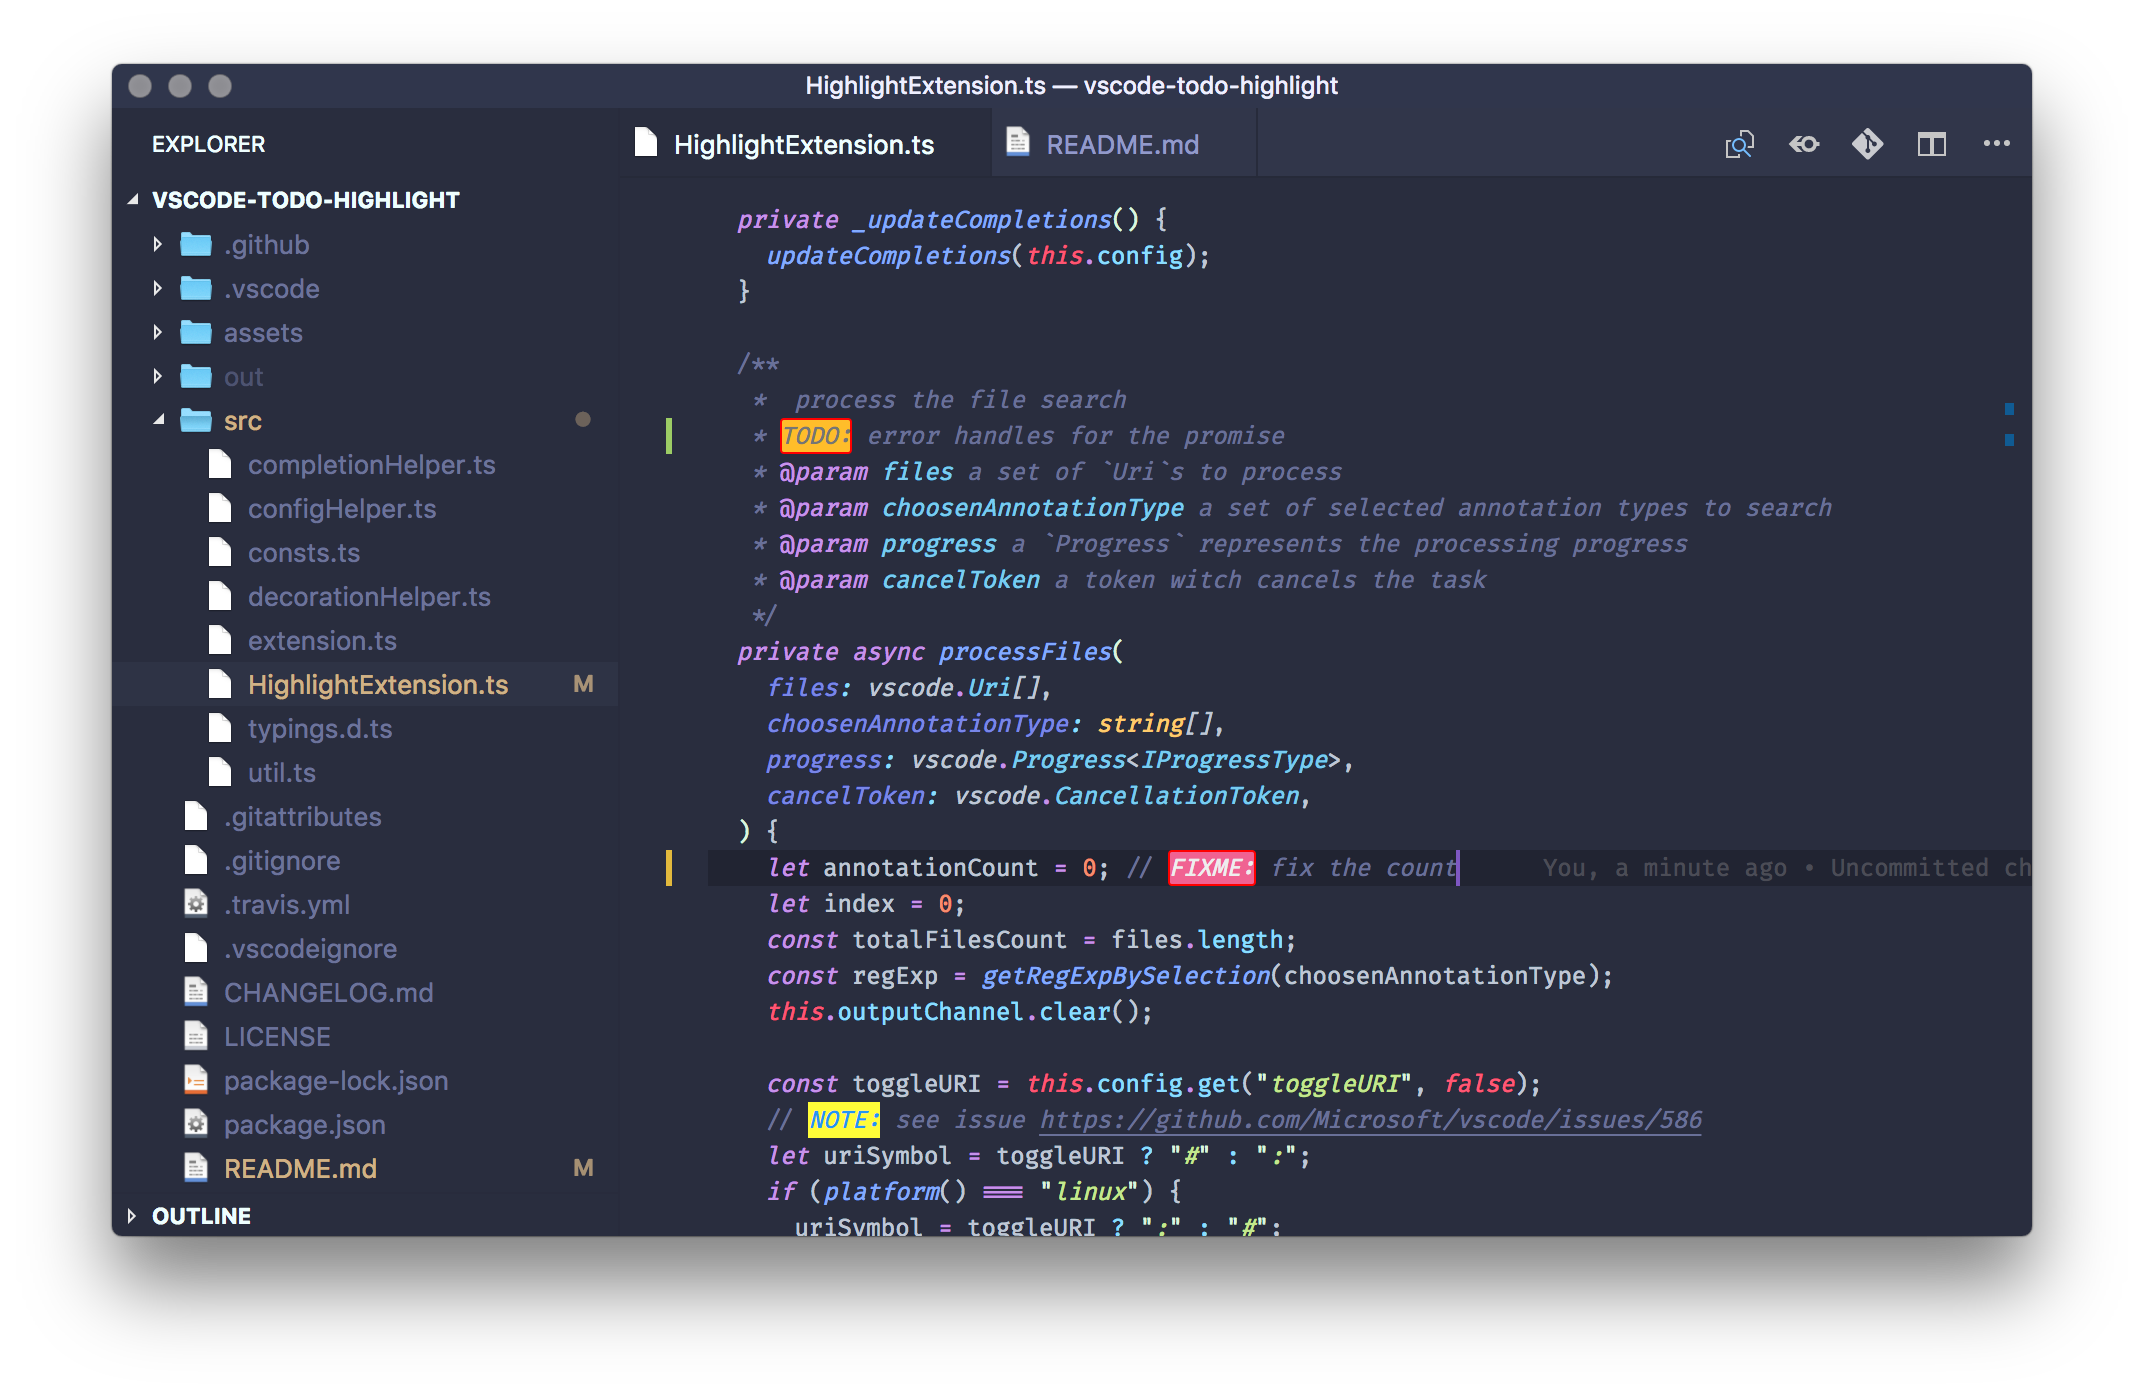 HighlightExtension.ts — vscode-todo-highlight
EXPLORER
VSCODE-TODO-HIGHLIGHT
.github
.vscode
assets
out
src
completionHelper.ts
configHelper.ts
consts.ts
decorationHelper.ts
extension.ts
HighlightExtension.ts M
typings.d.ts
util.ts
.gitattributes
.gitignore
.travis.yml
.vscodeignore
CHANGELOG.md
LICENSE
package-lock.json
package.json
README.md M
OUTLINE
HighlightExtension.ts README.md
private _updateCompletions() {
updateCompletions(this.config);
}
/**
*  process the file search
* TODO: error handles for the promise
* @param files a set of `Uri`s to process
* @param choosenAnnotationType a set of selected annotation types to search
* @param progress a `Progress` represents the processing progress
* @param cancelToken a token witch cancels the task
*/
private async processFiles(
files: vscode.Uri[],
choosenAnnotationType: string[],
progress: vscode.Progress<IProgressType>,
cancelToken: vscode.CancellationToken,
) {
let annotationCount = 0; // FIXME: fix the count You, a minute ago • Uncommitted ch
let index = 0;
const totalFilesCount = files.length;
const regExp = getRegExpBySelection(choosenAnnotationType);
this.outputChannel.clear();
const toggleURI = this.config.get("toggleURI", false);
// NOTE: see issue https://github.com/Microsoft/vscode/issues/586
let uriSymbol = toggleURI ? "#" : ":";
if (platform() === "linux") {
uriSymbol = toggleURI ? ":" : "#";